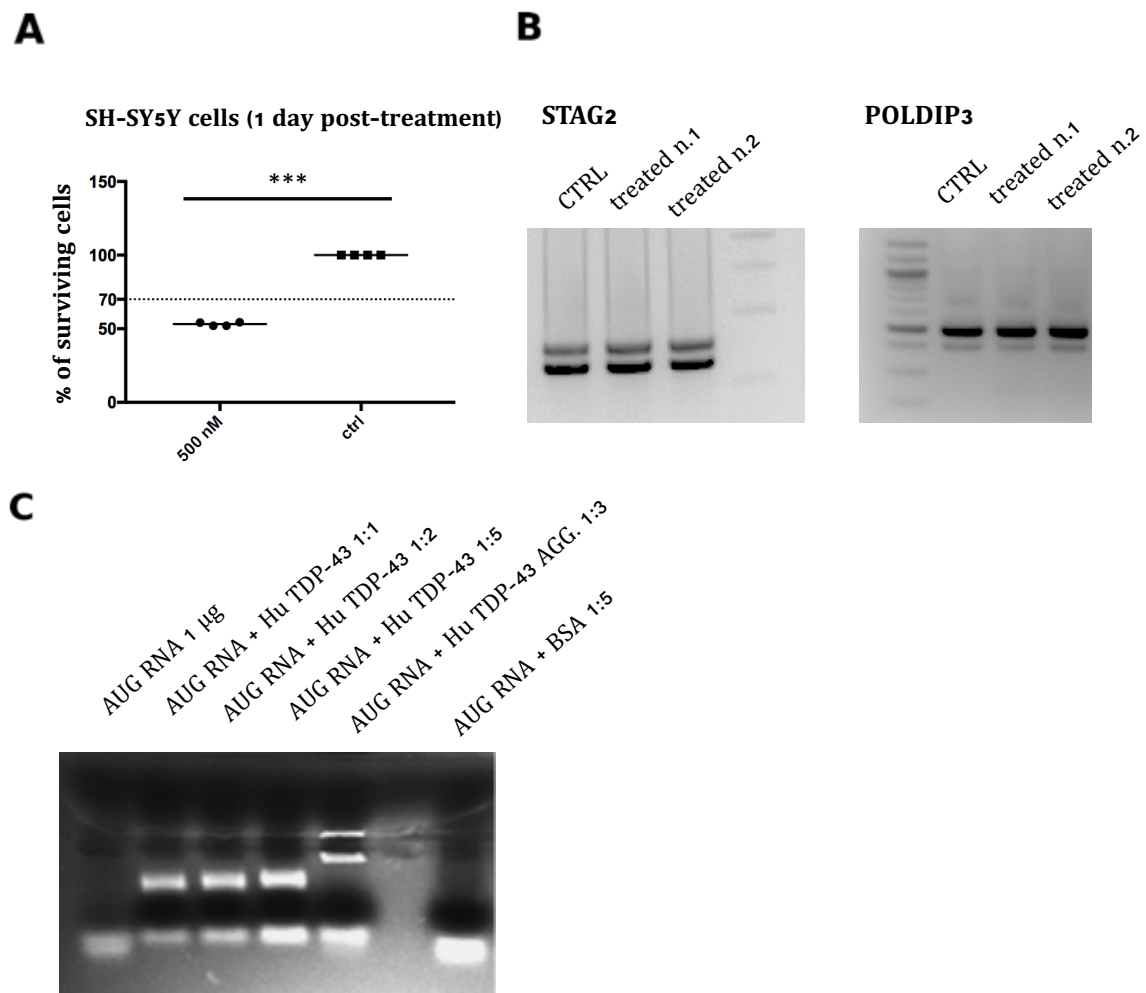 A
SH-SY5Y cells (1 day post-treatment)
% of surviving cells
150
100
70
50
0
***
500 nM
ctrl
B
STAG2
CTRL
treated n.1
treated n.2
POLDIP3
CTRL
treated n.1
treated n.2
C
AUG RNA 1 µg
AUG RNA + Hu TDP-43 1:1
AUG RNA + Hu TDP-43 1:2
AUG RNA + Hu TDP-43 1:5
AUG RNA + Hu TDP-43 AGG. 1:3
AUG RNA + BSA 1:5